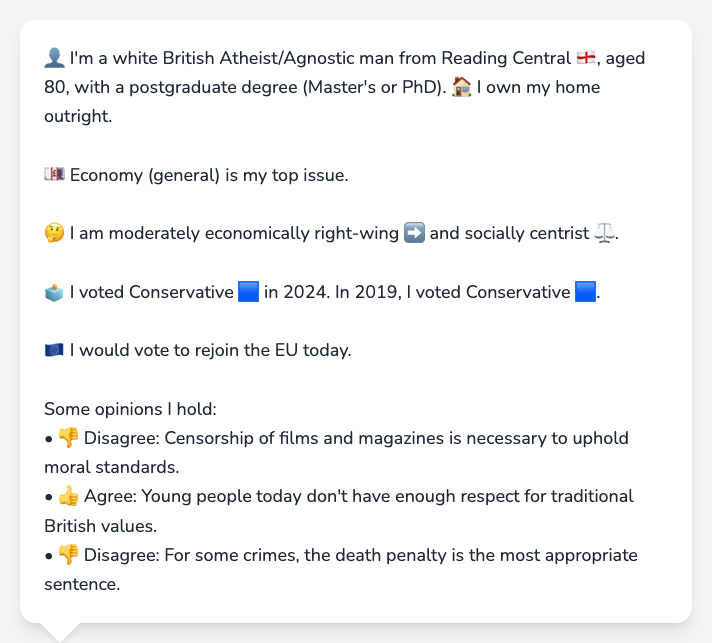 👤 I'm a white British Atheist/Agnostic man from Reading Central 🏴󠁧󠁢󠁥󠁮󠁧󠁿, aged
80, with a postgraduate degree (Master's or PhD). 🏠 I own my home
outright.
💷 Economy (general) is my top issue.
🤔 I am moderately economically right-wing ➡️ and socially centrist ⚖️.
🗳️ I voted Conservative 🟦 in 2024. In 2019, I voted Conservative 🟦.
🇪🇺 I would vote to rejoin the EU today.
Some opinions I hold:
• 👎 Disagree: Censorship of films and magazines is necessary to uphold
moral standards.
• 👍 Agree: Young people today don't have enough respect for traditional
British values.
• 👎 Disagree: For some crimes, the death penalty is the most appropriate
sentence.